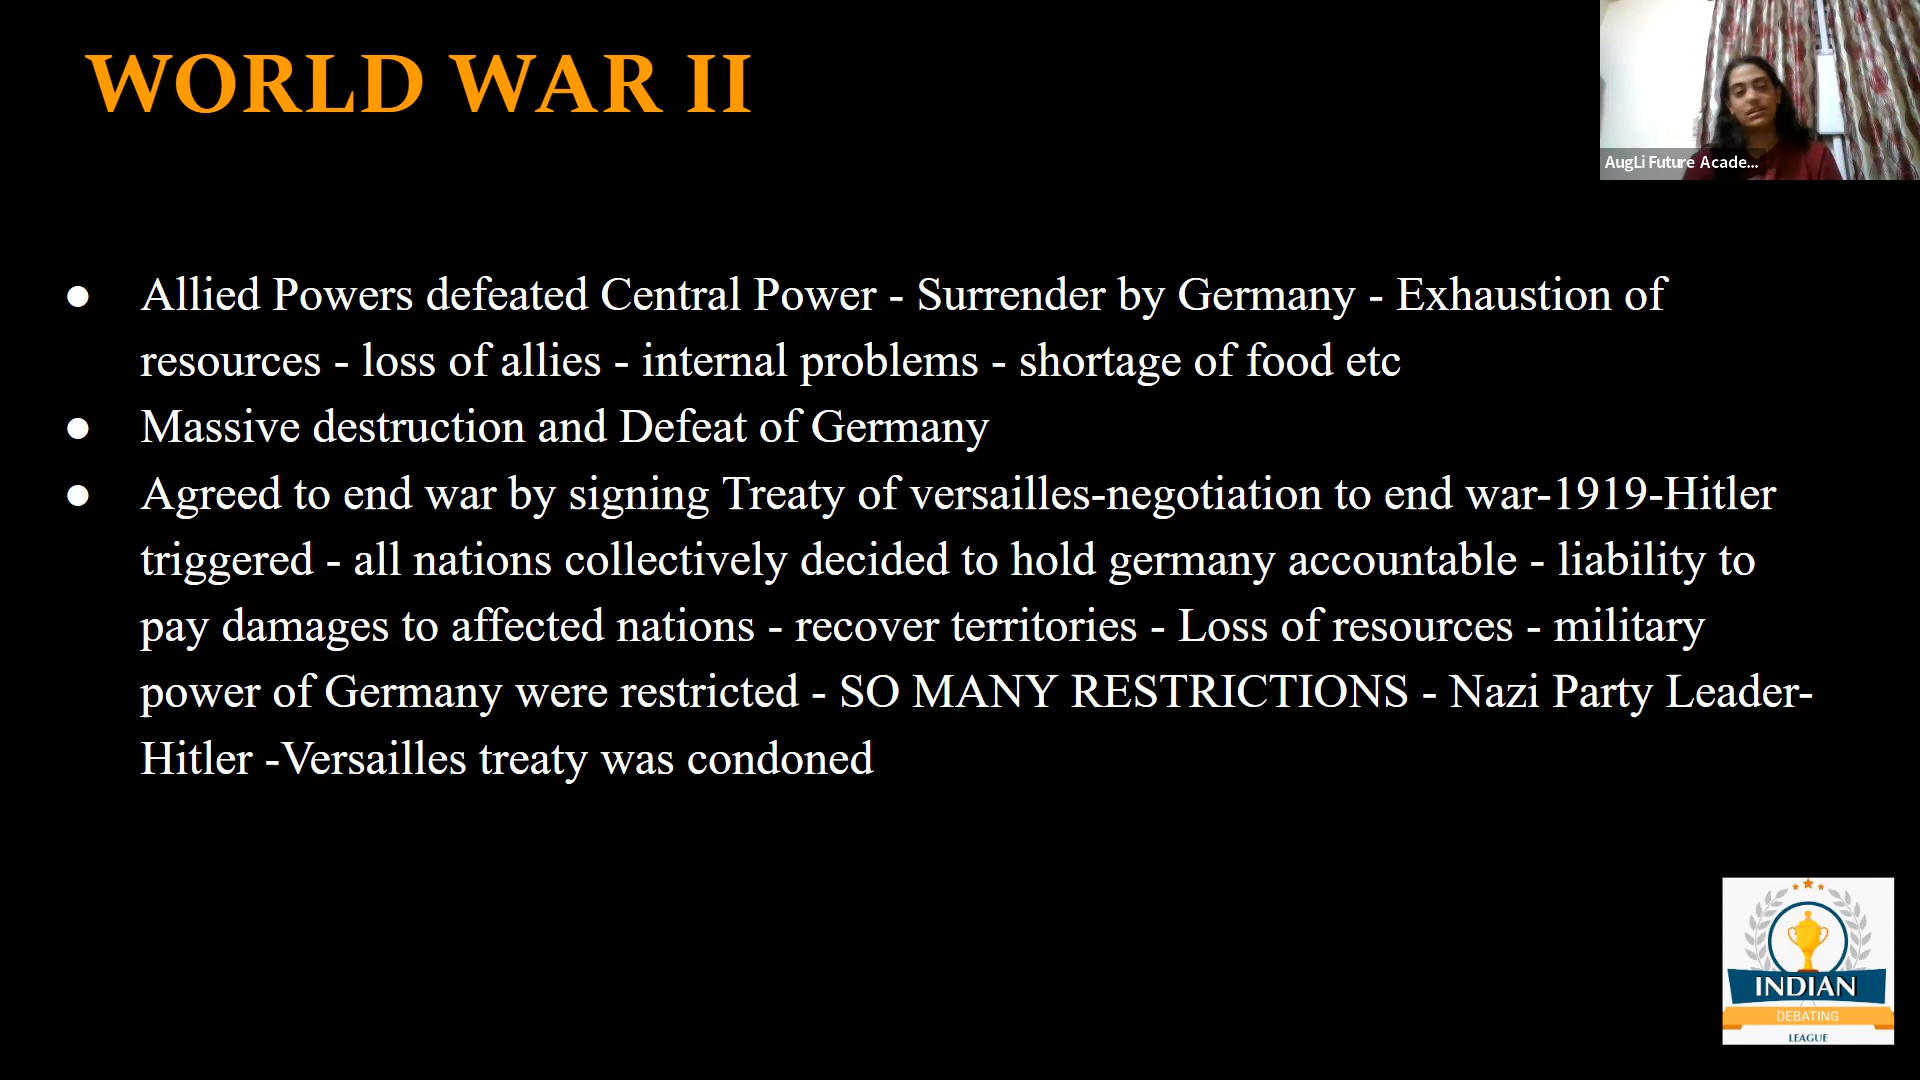 WORLD WAR II
AugLi Future Acade...
● Allied Powers defeated Central Power - Surrender by Germany - Exhaustion of
resources - loss of allies - internal problems - shortage of food etc
● Massive destruction and Defeat of Germany
● Agreed to end war by signing Treaty of versailles-negotiation to end war-1919-Hitler
triggered - all nations collectively decided to hold germany accountable - liability to
pay damages to affected nations - recover territories - Loss of resources - military
power of Germany were restricted - SO MANY RESTRICTIONS - Nazi Party Leader-
Hitler -Versailles treaty was condoned
INDIAN
DEBATING
LEAGUE